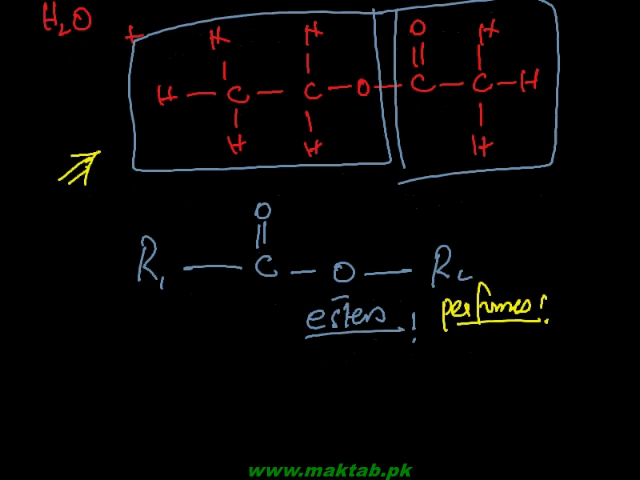 H₂O + H H O H
H — C — C — O — C — C — H
H H H
O
R₁ — C — O — R₂
esters! perfumes!
www.maktab.pk